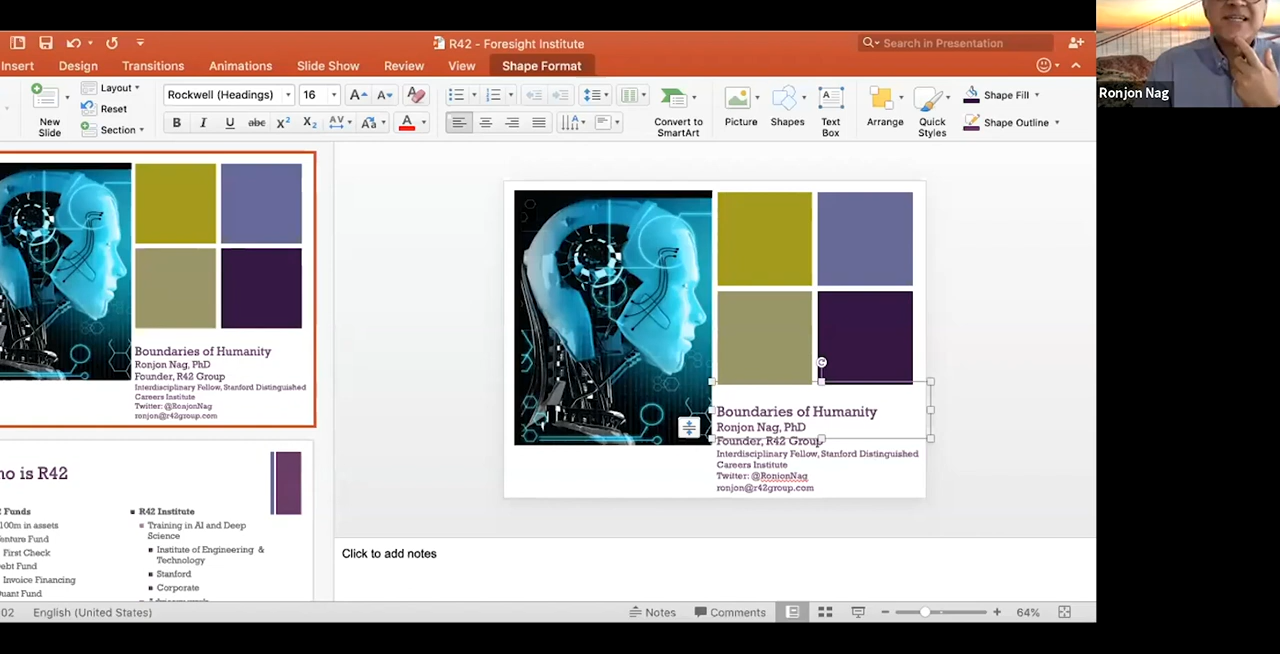 R42 - Foresight Institute
Search in Presentation
Insert
Design
Transitions
Animations
Slide Show
Review
View
Shape Format
New
Slide
Layout
Reset
Section
Rockwell (Headings)
16
Convert to
SmartArt
Picture
Shapes
Text
Box
Arrange
Quick
Styles
Shape Fill
Shape Outline
Ronjon Nag
Boundaries of Humanity
Ronjon Nag, PhD
Founder, R42 Group
Interdisciplinary Fellow, Stanford Distinguished
Careers Institute
Twitter: @RonjonNag
ronjon@r42group.com
R42
is
Funds
100m in assets
Fund
First Check
Fund
Invoice Financing
Fund
R42 Institute
Training in AI and Deep
Science
Institute of Engineering &
Technology
Stanford
Corporate
Boundaries of Humanity
Ronjon Nag, PhD
Founder, R42 Group
Interdisciplinary Fellow, Stanford Distinguished
Careers Institute
Twitter: @RonjonNag
ronjon@r42group.com
Click to add notes
English (United States)
Notes
Comments
64%